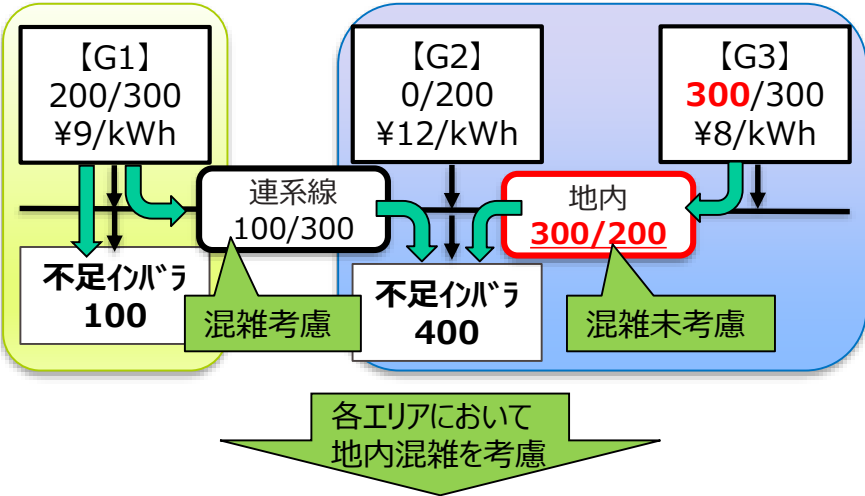 【G1】
200/300
¥9/kWh
【G2】
0/200
¥12/kWh
【G3】
300/300
¥8/kWh
連系線
100/300
地内
300/200
不足ｲﾝﾊﾞﾗ
100
不足ｲﾝﾊﾞﾗ
400
混雑考慮
混雑未考慮
各エリアにおいて
地内混雑を考慮